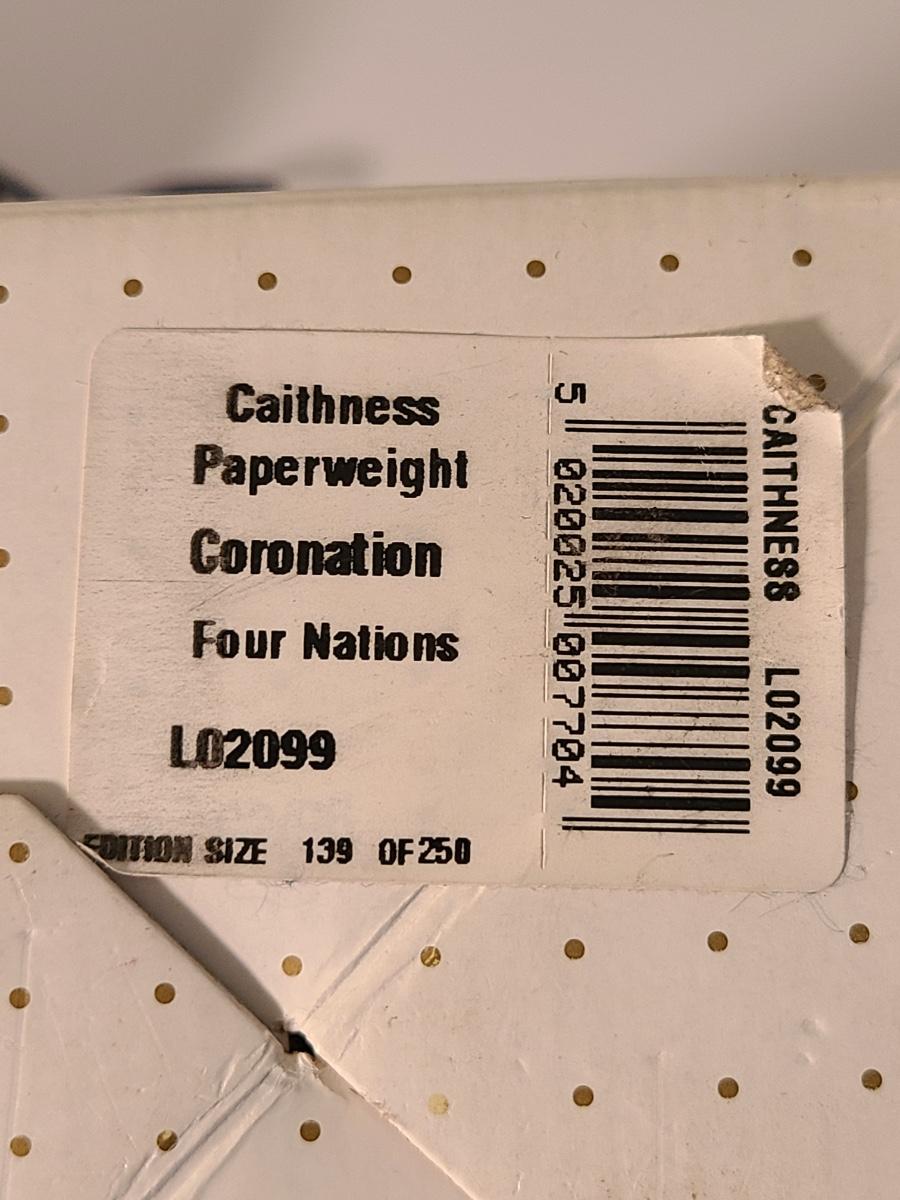 Caithness
Paperweight
Coronation
Four Nations
L02099
EDITION SIZE 139 OF 250
5 020025 007704
CAITHNESS L02099